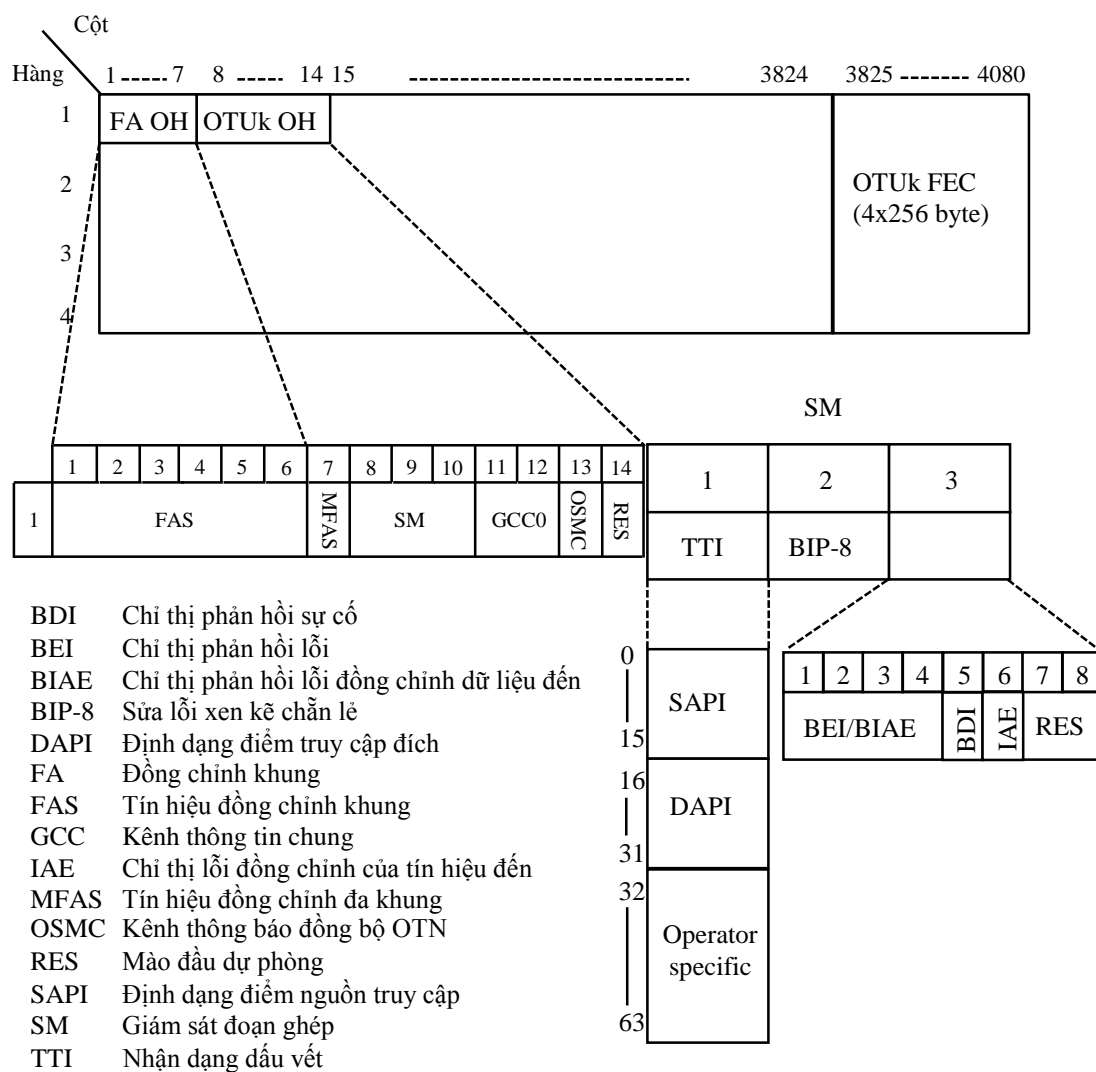 Cột
Hàng 1 ----- 7 8 ----- 14 15 ------------------------------ 3824 3825 ------- 4080
1 FA OH OTUk OH
2
3
4
OTUk FEC
(4x256 byte)
SM
1 2 3 4 5 6 7 8 9 10 11 12 13 14
1 FAS MFAS SM GCC0 OSMC RES
1 2 3
TTI BIP-8
BDI Chỉ thị phản hồi sự cố
BEI Chỉ thị phản hồi lỗi
BIAE Chỉ thị phản hồi lỗi đồng chỉnh dữ liệu đến
BIP-8 Sửa lỗi xen kẽ chẵn lẻ
DAPI Định dạng điểm truy cập đích
FA Đồng chỉnh khung
FAS Tín hiệu đồng chỉnh khung
GCC Kênh thông tin chung
IAE Chỉ thị lỗi đồng chỉnh của tín hiệu đến
MFAS Tín hiệu đồng chỉnh đa khung
OSMC Kênh thông báo đồng bộ OTN
RES Mào đầu dự phòng
SAPI Định dạng điểm nguồn truy cập
SM Giám sát đoạn ghép
TTI Nhận dạng dấu vết
0
SAPI
15
16
DAPI
31
32
Operator
specific
63
1 2 3 4 5 6 7 8
BEI/BIAE BDI IAE RES